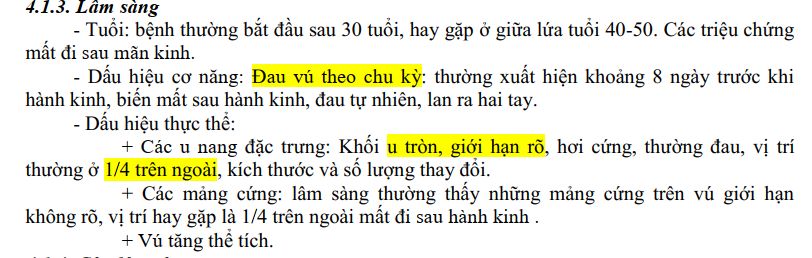 4.1.3. Lâm sàng
- Tuổi: bệnh thường bắt đầu sau 30 tuổi, hay gặp ở giữa lứa tuổi 40-50. Các triệu chứng
mất đi sau mãn kinh.
- Dấu hiệu cơ năng: Đau vú theo chu kỳ: thường xuất hiện khoảng 8 ngày trước khi
hành kinh, biến mất sau hành kinh, đau tự nhiên, lan ra hai tay.
- Dấu hiệu thực thể:
+ Các u nang đặc trưng: Khối u tròn, giới hạn rõ, hơi cứng, thường đau, vị trí
thường ở 1/4 trên ngoài, kích thước và số lượng thay đổi.
+ Các mảng cứng: lâm sàng thường thấy những mảng cứng trên vú giới hạn
không rõ, vị trí hay gặp là 1/4 trên ngoài mất đi sau hành kinh .
+ Vú tăng thể tích.